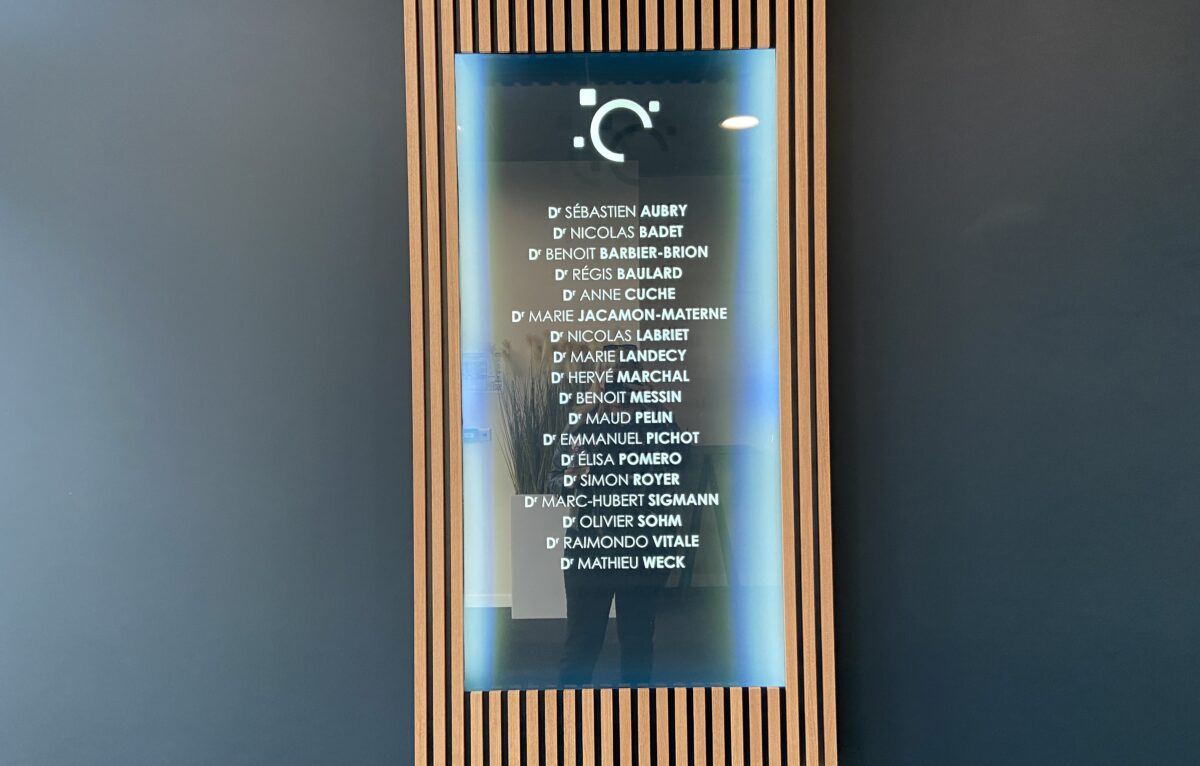 Dʳ SÉBASTIEN AUBRY
Dʳ NICOLAS BADET
Dʳ BENOIT BARBIER-BRION
Dʳ RÉGIS BAULARD
Dʳ ANNE CUCHE
Dʳ MARIE JACAMON-MATERNE
Dʳ NICOLAS LABRIET
Dʳ MARIE LANDECY
Dʳ HERVÉ MARCHAL
Dʳ BENOIT MESSIN
Dʳ MAUD PELIN
Dʳ EMMANUEL PICHOT
Dʳ ÉLISA POMERO
Dʳ SIMON ROYER
Dʳ MARC-HUBERT SIGMANN
Dʳ OLIVIER SOHM
Dʳ RAIMONDO VITALE
Dʳ MATHIEU WECK